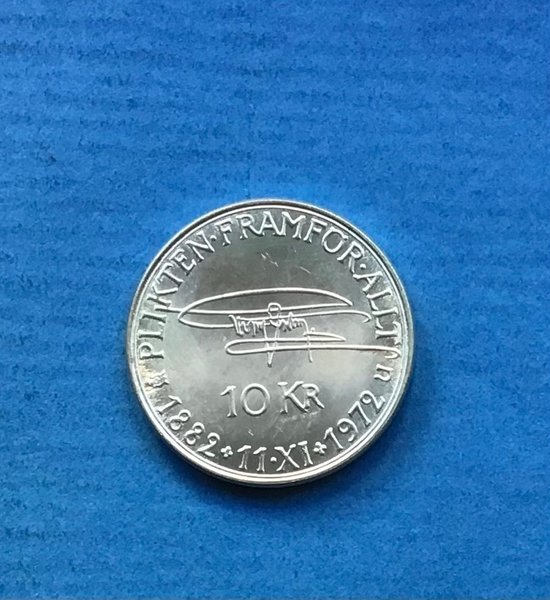 PLIKTEN·FRAMFÖR·ALLT
10 KR
U 1882 + 11·XI + 1972